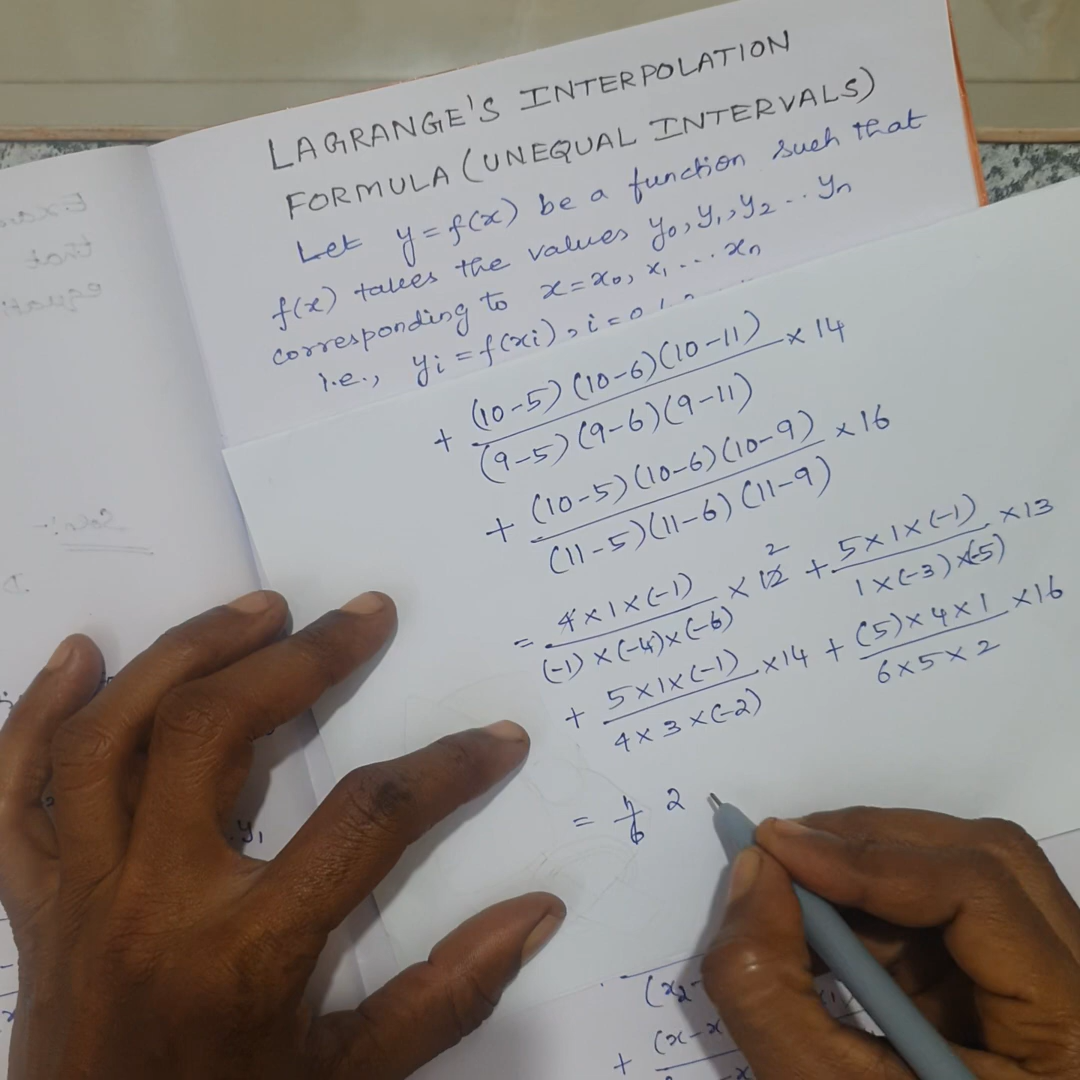 LAGRANGE'S INTERPOLATION
FORMULA (UNEQUAL INTERVALS)
Let y = f(x) be a function such that
f(x) takes the values y₀, y₁, y₂ .. yₙ
corresponding to x = x₀, x₁ ... xₙ
i.e., yᵢ = f(xᵢ), i = 0
+ (10-5)(10-6)(10-11) × 14
(9-5)(9-6)(9-11)
+ (10-5)(10-6)(10-9) × 16
(11-5)(11-6)(11-9)
= 4×1×(-1) × 12 2 + 5×1×(-1) × 13
(-1)×(-4)×(-6) 1×(-3)×(-5)
+ 5×1×(-1) ×14 + (5)×4×1 ×16
4×3×(-2) 6×5×2
= 2
6
y₁
(x₂-
+ (x-x